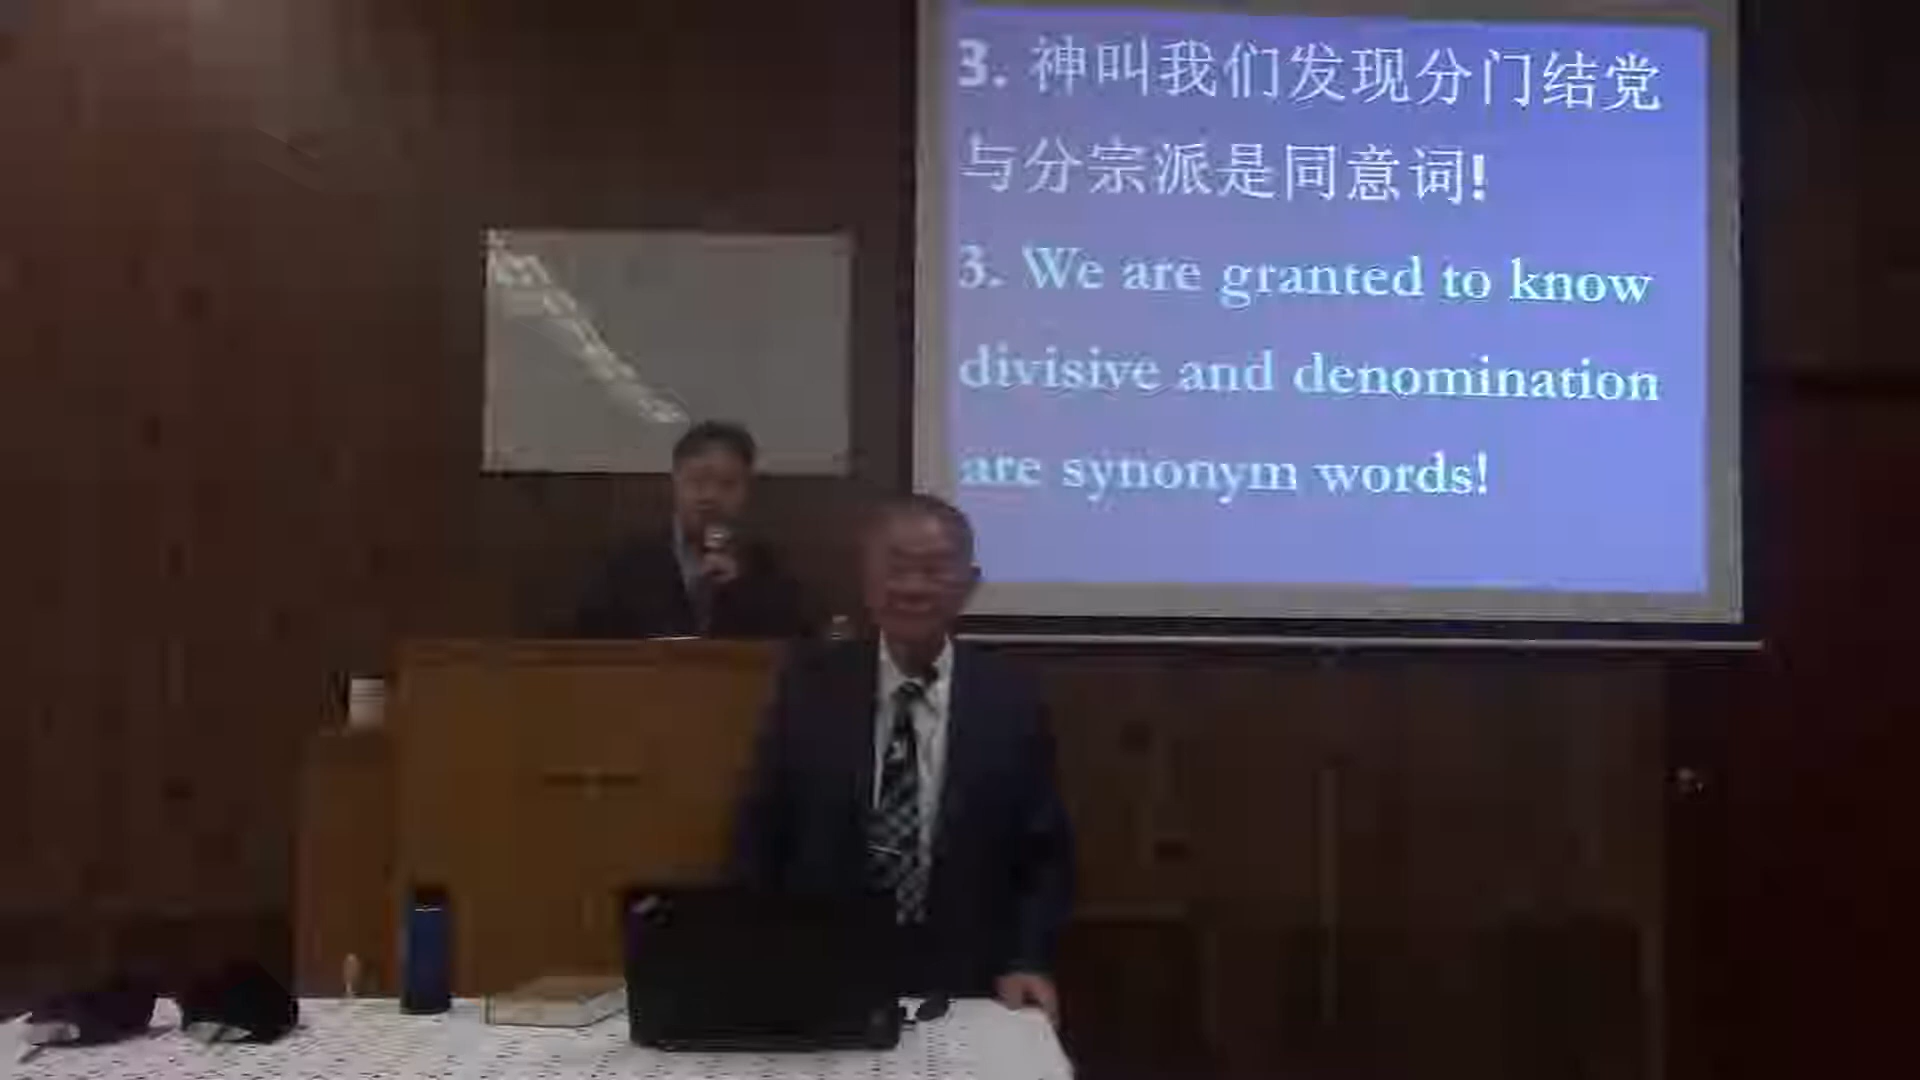 3. 神叫我们发现分门结党
与分宗派是同意词!
3. We are granted to know
divisive and denomination
are synonym words!